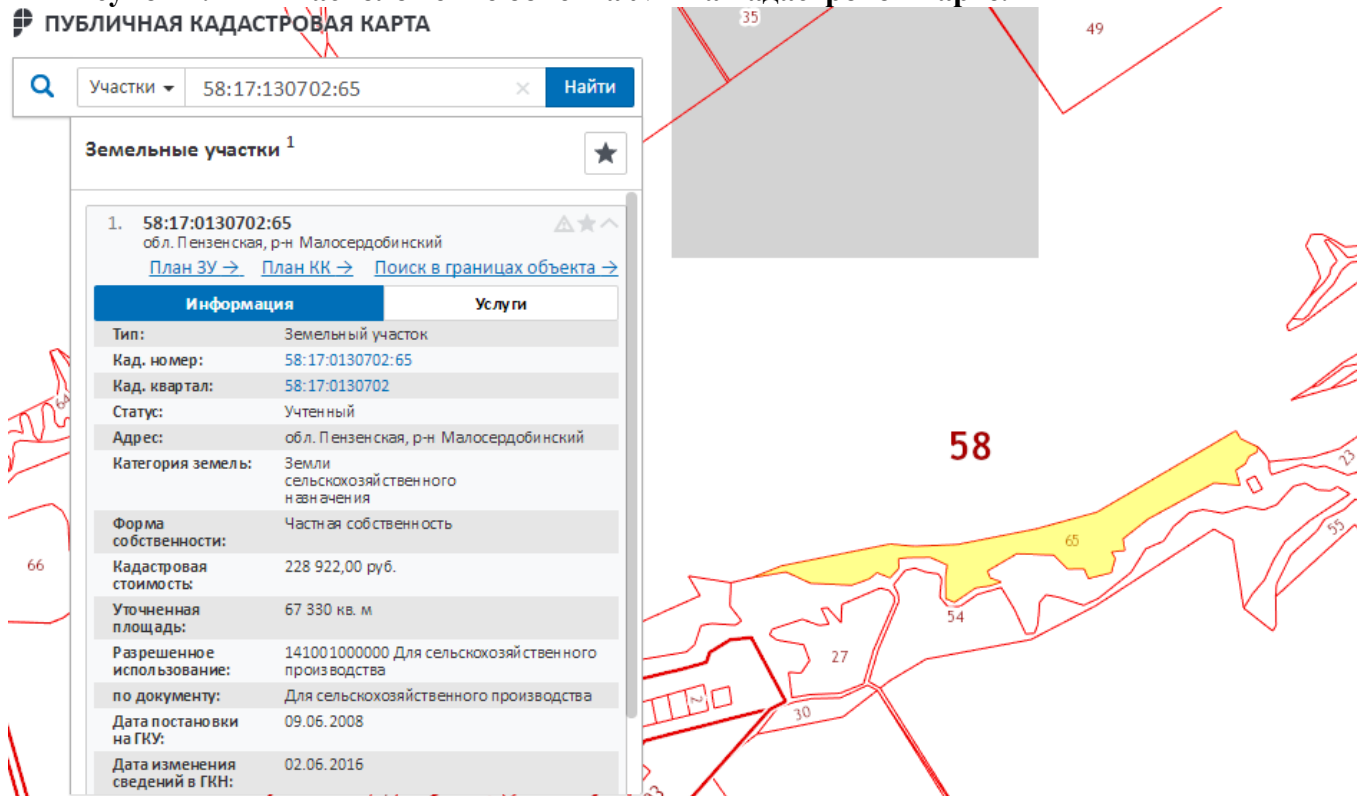 ПУБЛИЧНАЯ КАДАСТРОВАЯ КАРТА
Участки
58:17:130702:65
×
Найти
Земельные участки 1
1. 58:17:0130702:65
обл. Пензенская, р-н Малосердобинский
План ЗУ → План КК → Поиск в границах объекта →
Информация Услуги
Тип: Земельный участок
Кад. номер: 58:17:0130702:65
Кад. квартал: 58:17:0130702
Статус: Учтенный
Адрес: обл. Пензенская, р-н Малосердобинский
Категория земель: Земли
сельскохозяйственного
назначения
Форма
собственности: Частная собственность
Кадастровая
стоимость: 228 922,00 руб.
Уточненная
площадь: 67 330 кв. м
Разрешенное
использование: 141001000000 Для сельскохозяйственного
производства
по документу: Для сельскохозяйственного производства
Дата постановки
на ГКУ: 09.06.2008
Дата изменения
сведений в ГКН: 02.06.2016
35
49
64
66
58
23
55
65
54
27
30
2